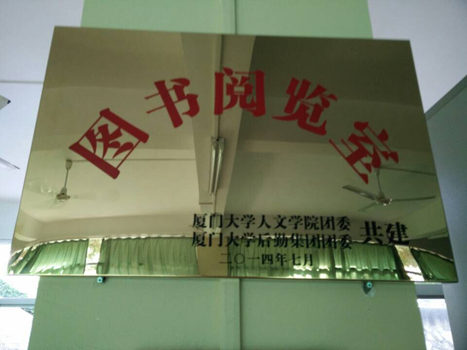 图书阅览室
厦门大学人文学院团委
厦门大学后勤集团团委
共建
二〇一四年七月